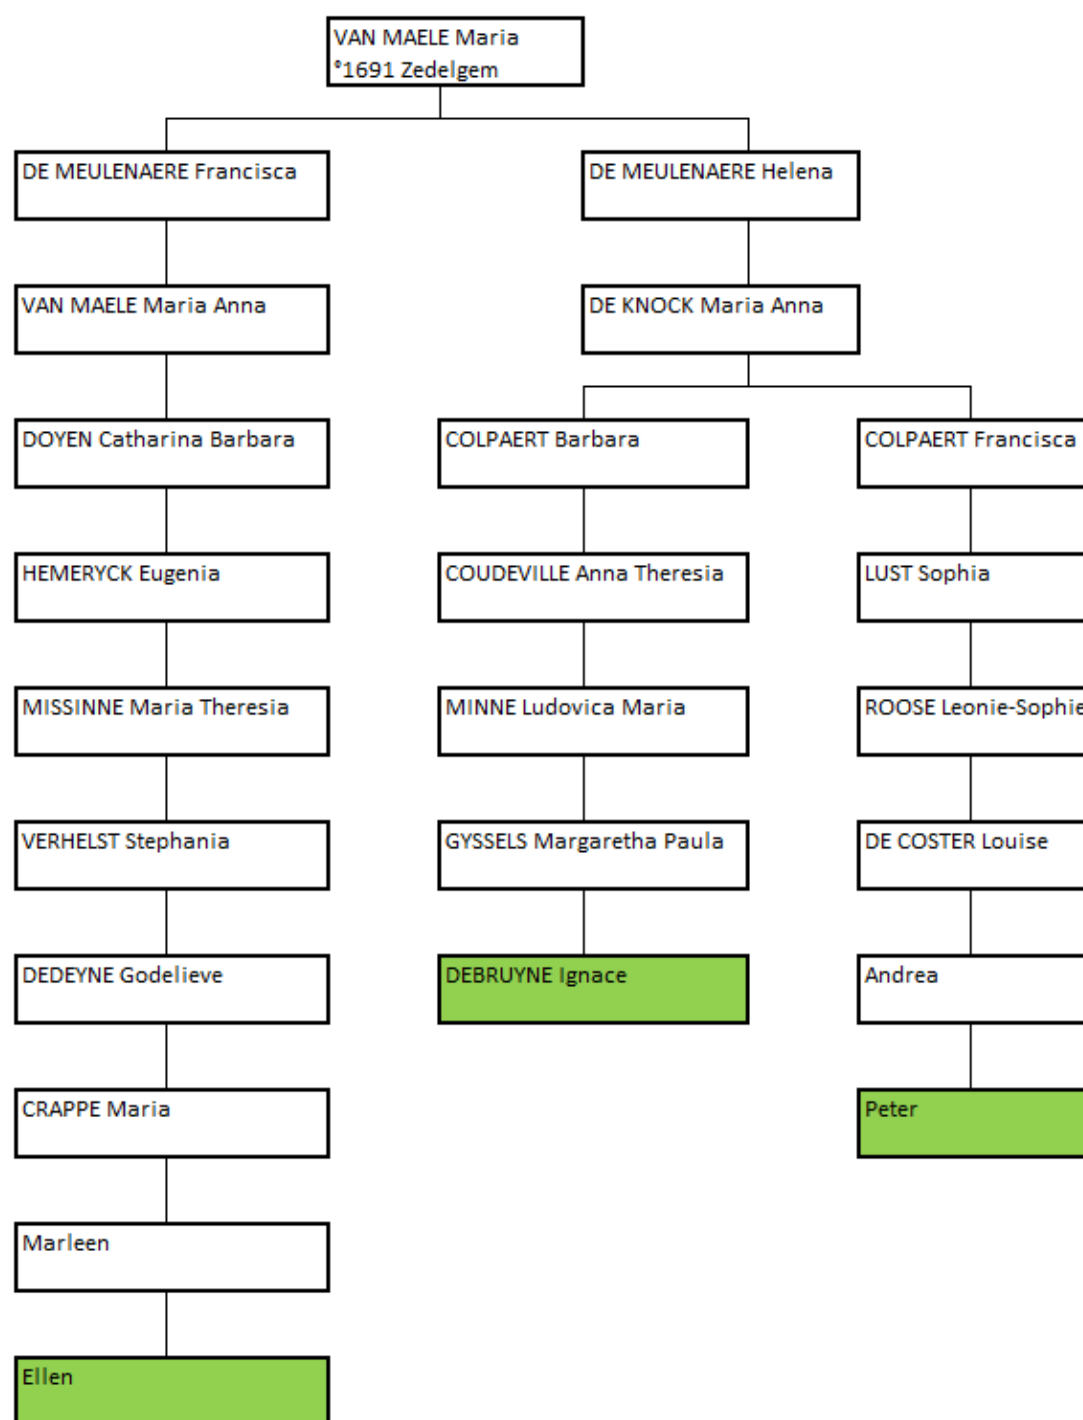 VAN MAELE Maria
°1691 Zedelgem
DE MEULENAERE Francisca
DE MEULENAERE Helena
VAN MAELE Maria Anna
DE KNOCK Maria Anna
DOYEN Catharina Barbara
COLPAERT Barbara
COLPAERT Francisca
HEMERYCK Eugenia
COUDEVILLE Anna Theresia
LUST Sophia
MISSINNE Maria Theresia
MINNE Ludovica Maria
ROOSE Leonie-Sophie
VERHELST Stephania
GYSSELS Margaretha Paula
DE COSTER Louise
DEDEYNE Godelieve
DEBRUYNE Ignace
Andrea
CRAPPE Maria
Peter
Marleen
Ellen